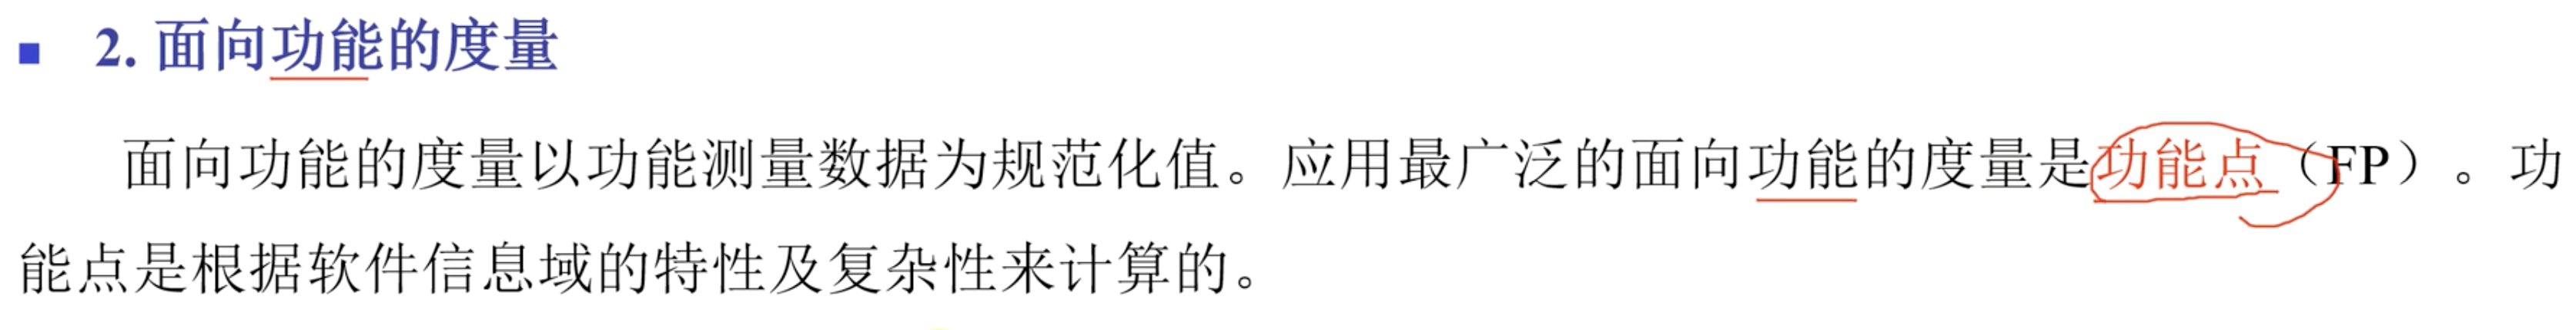 2. 面向功能的度量
面向功能的度量以功能测量数据为规范化值。应用最广泛的面向功能的度量是功能点（FP）。功
能点是根据软件信息域的特性及复杂性来计算的。